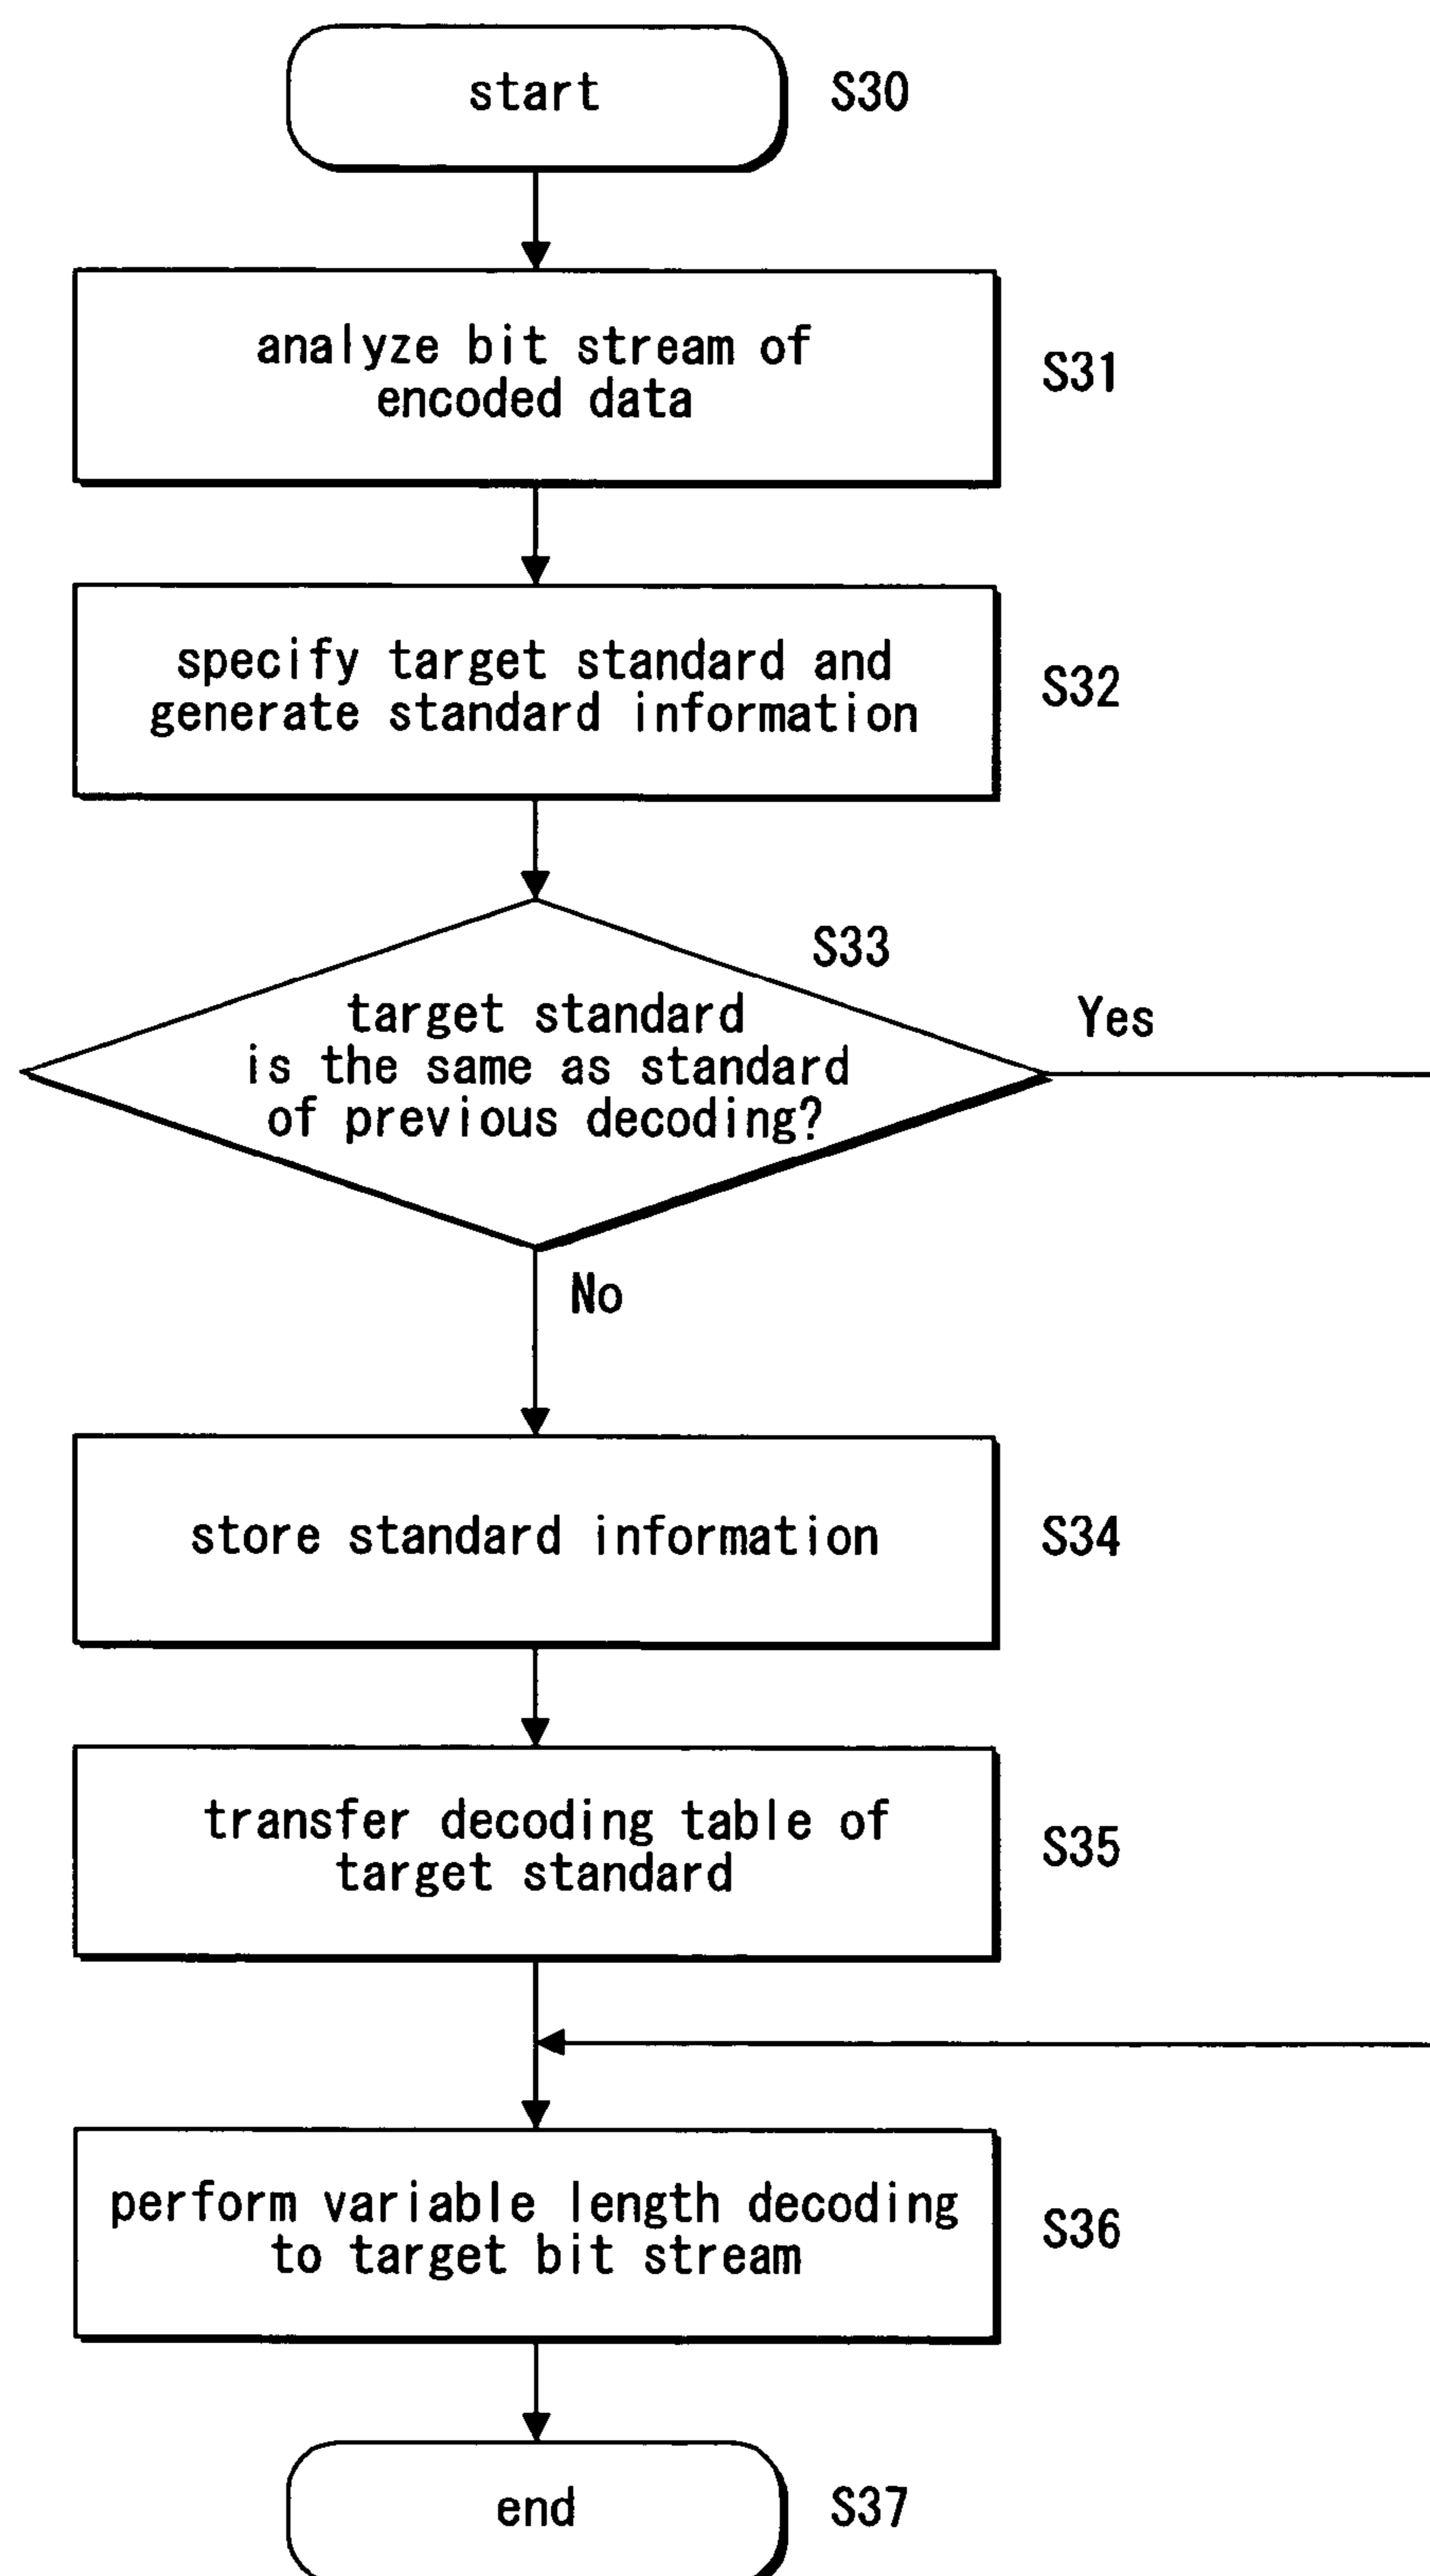 start
S30
analyze bit stream of
encoded data
S31
specify target standard and
generate standard information
S32
S33
target standard
is the same as standard
of previous decoding?
Yes
No
store standard information
S34
transfer decoding table of
target standard
S35
perform variable length decoding
to target bit stream
S36
end
S37